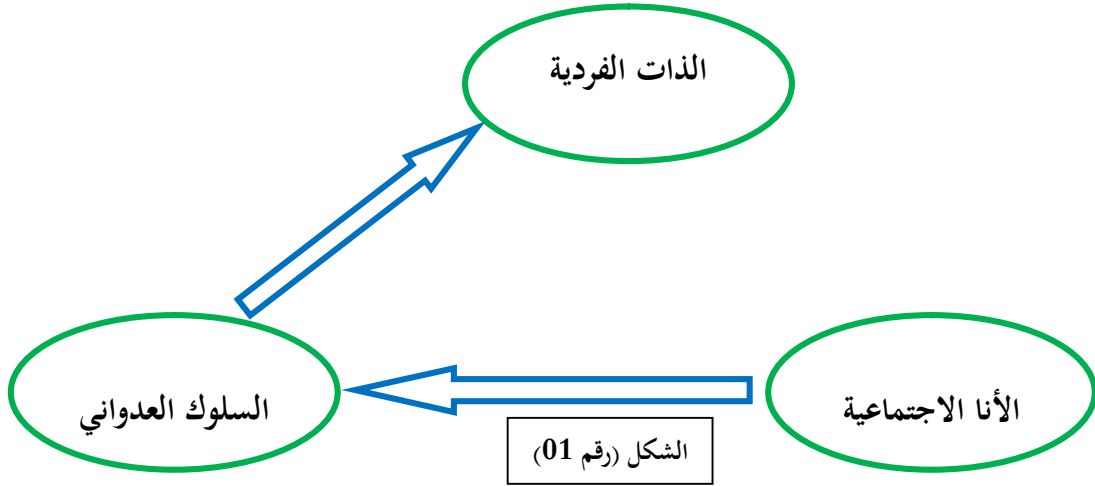 الذات الفردية
الأنا الاجتماعية
السلوك العدواني
الشكل (رقم 01)